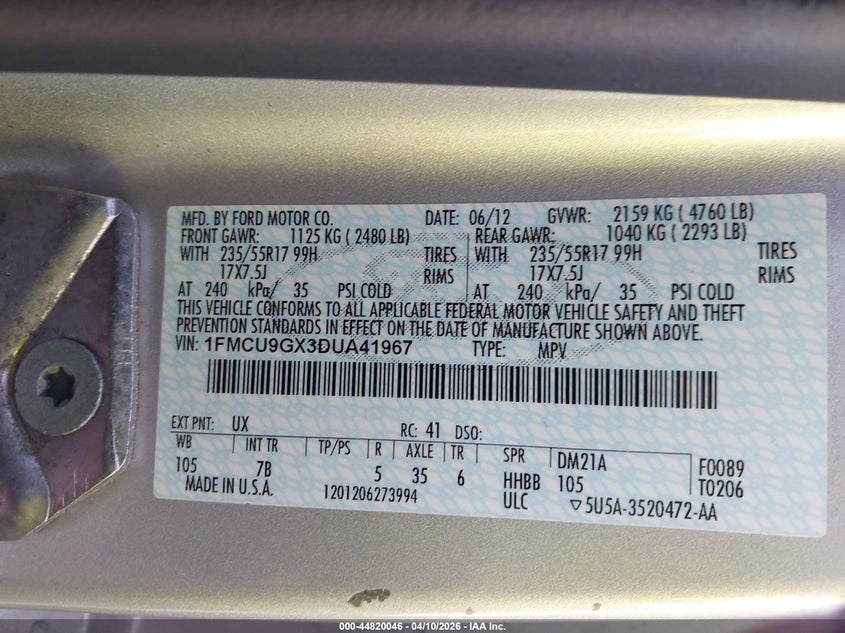 MFD. BY FORD MOTOR CO. DATE: 06/12 GVWR: 2159 KG ( 4760 LB)
FRONT GAWR: 1125 KG ( 2480 LB) REAR GAWR: 1040 KG ( 2293 LB)
WITH 235/55R17 99H TIRES WITH 235/55R17 99H TIRES
17X7.5J RIMS 17X7.5J RIMS
AT 240 kPa/ 35 PSI COLD AT 240 kPa/ 35 PSI COLD
THIS VEHICLE CONFORMS TO ALL APPLICABLE FEDERAL MOTOR VEHICLE SAFETY AND THEFT
PREVENTION STANDARDS IN EFFECT ON THE DATE OF MANUFACTURE SHOWN ABOVE.
VIN: 1FMCU9GX3DUA41967 TYPE: MPV
EXT PNT: UX RC: 41 DSO:
WB INT TR TP/PS R AXLE TR SPR DM21A F0089
105 7B 5 35 6 HHBB 105 T0206
MADE IN U.S.A. 1201206273994 ULC ▽5U5A-3520472-AA
000-44820046 - 04/10/2026 - IAA Inc.